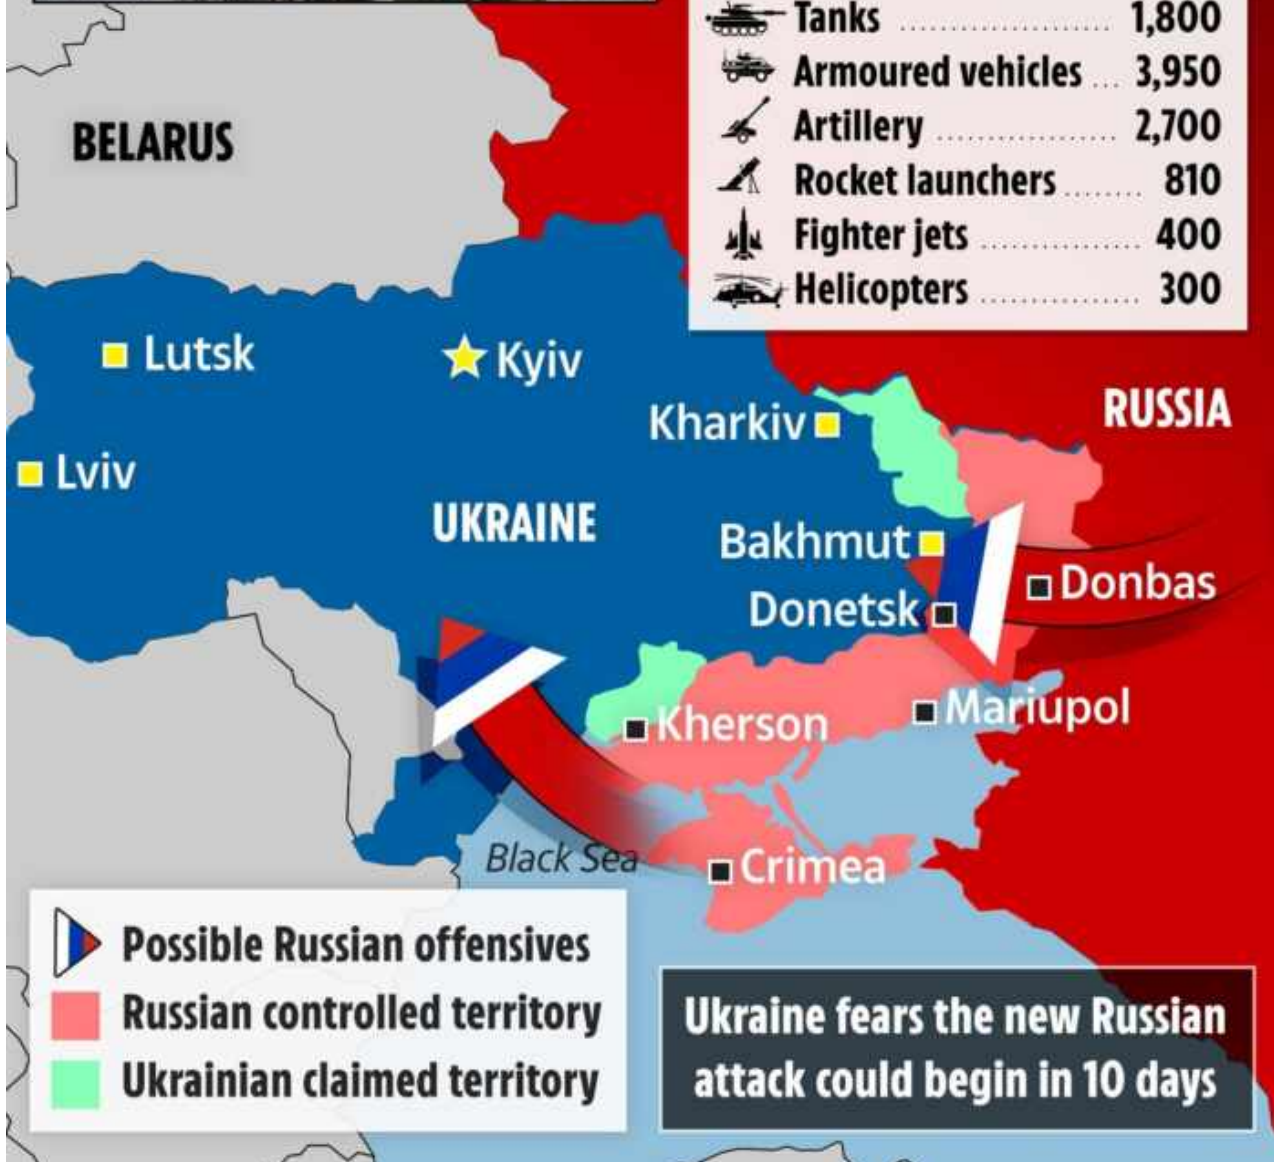 Tanks .................... 1,800
Armoured vehicles ... 3,950
Artillery ................. 2,700
Rocket launchers ........ 810
Fighter jets ............... 400
Helicopters ............... 300
BELARUS
Lutsk
Kyiv
Kharkiv
RUSSIA
Lviv
UKRAINE
Bakhmut
Donbas
Donetsk
Mariupol
Kherson
Black Sea
Crimea
Possible Russian offensives
Russian controlled territory
Ukrainian claimed territory
Ukraine fears the new Russian
attack could begin in 10 days